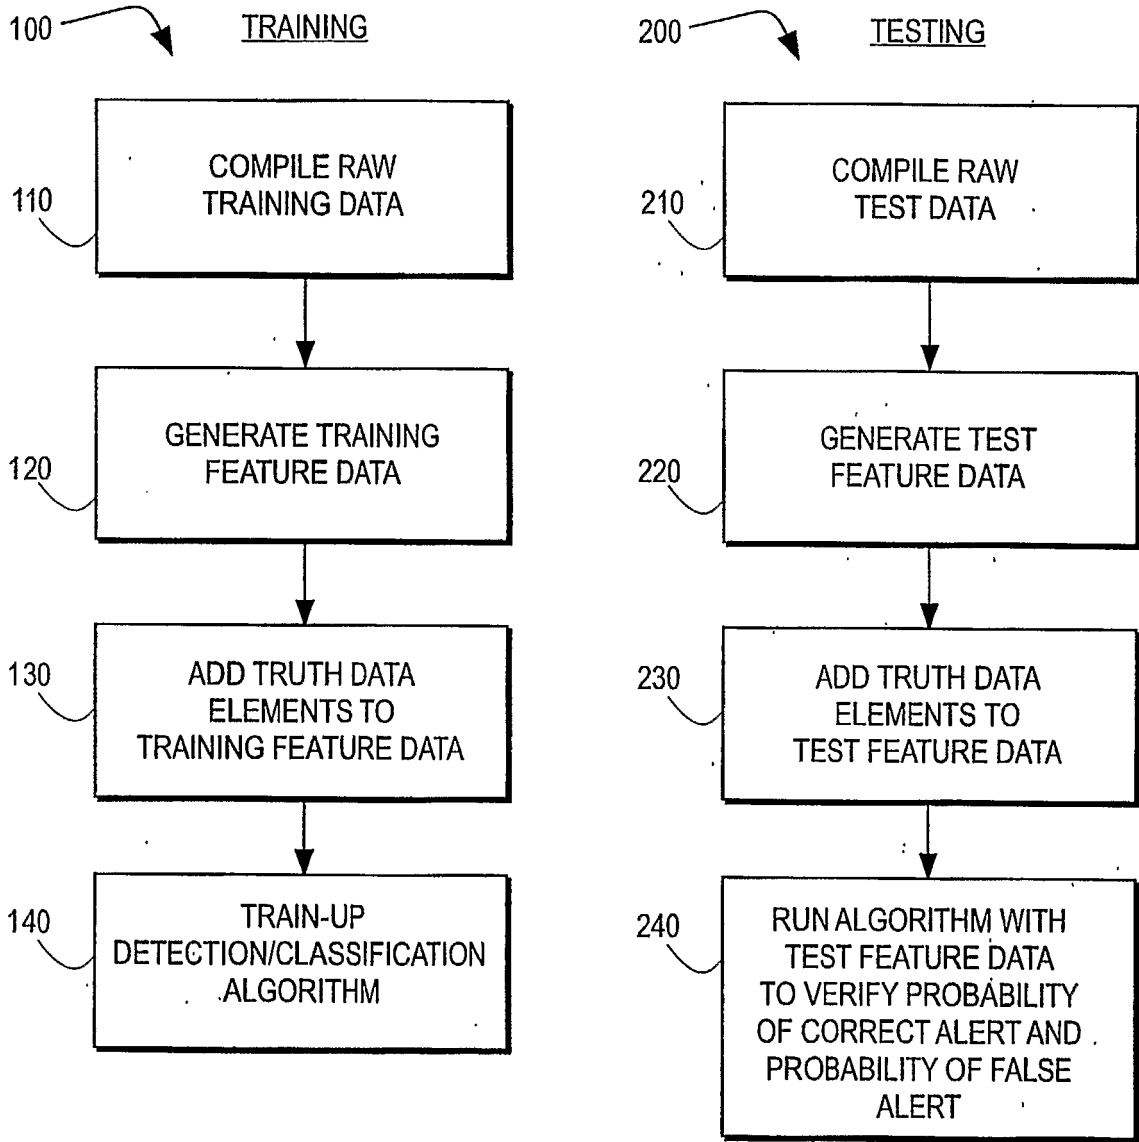 100
TRAINING
COMPILE RAW
TRAINING DATA
110
GENERATE TRAINING
FEATURE DATA
120
ADD TRUTH DATA
ELEMENTS TO
TRAINING FEATURE DATA
130
TRAIN-UP
DETECTION/CLASSIFICATION
ALGORITHM
140
200
TESTING
COMPILE RAW
TEST DATA
210
GENERATE TEST
FEATURE DATA
220
ADD TRUTH DATA
ELEMENTS TO
TEST FEATURE DATA
230
RUN ALGORITHM WITH
TEST FEATURE DATA
TO VERIFY PROBABILITY
OF CORRECT ALERT AND
PROBABILITY OF FALSE
ALERT
240